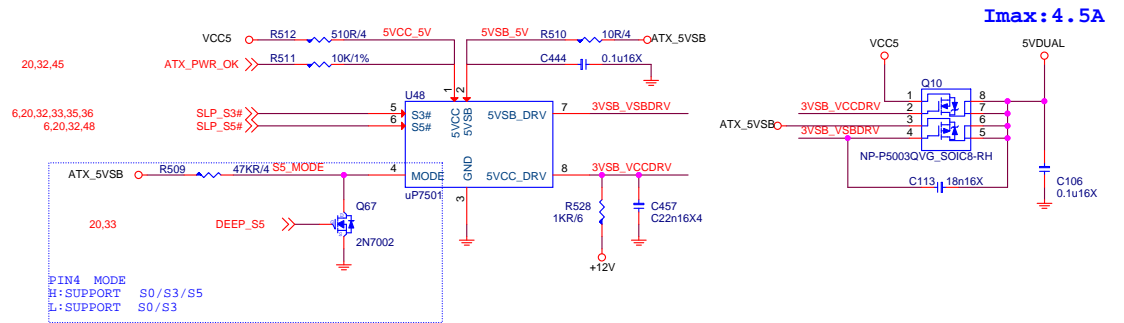 Imax:4.5A
VCC5 R512 510R/4 5VCC_5V 5VSB_5V R510 10R/4 ATX_5VSB
20,32,45 ATX_PWR_OK R511 10K/1% C444 0.1u16X
1 2
U48
6,20,32,33,35,36 SLP_S3# 5 S3# 5VCC 5VSB 5VSB_DRV 7 3VSB_VSBDRV
6,20,32,48 SLP_S5# 6 S5#
ATX_5VSB R509 47KR/4 S5_MODE 4 MODE GND 5VCC_DRV 8 3VSB_VCCDRV
uP7501
3
20,33 DEEP_S5 Q67
2N7002
R528
1KR/6
C457
C22n16X4
+12V
PIN4 MODE
H:SUPPORT S0/S3/S5
L:SUPPORT S0/S3
VCC5 5VDUAL
Q10
1 8
3VSB_VCCDRV 2 7
ATX_5VSB 3 6
3VSB_VSBDRV 4 5
NP-P5003QVG_SOIC8-RH
C113 18n16X
C106
0.1u16X